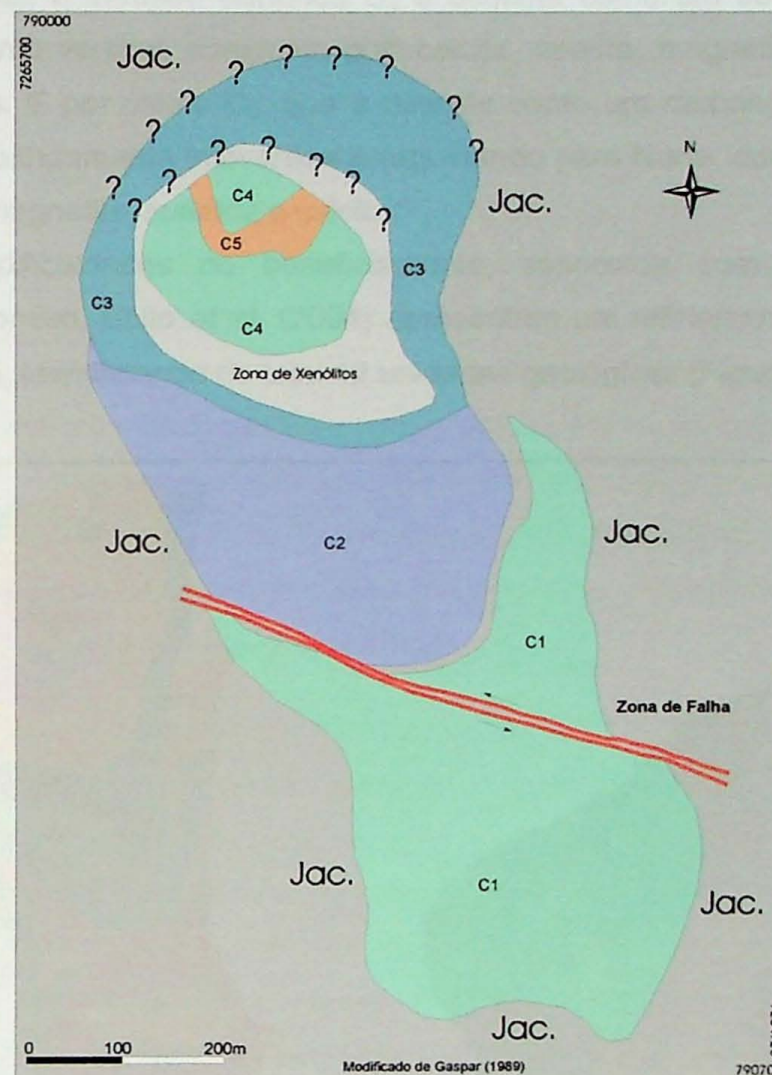 790000
7265700
Jac.
? ? ? ? ? ? ? ? ?
? ? ? ? ? ? ? ?
N
C4
Jac.
C5
C3
C3
C4
Zona de Xenólitos
Jac.
C2
Jac.
C1
Zona de Falha
Jac.
C1
Jac.
Jac.
0 100 200m
Modificado de Gaspar (1989)
79070